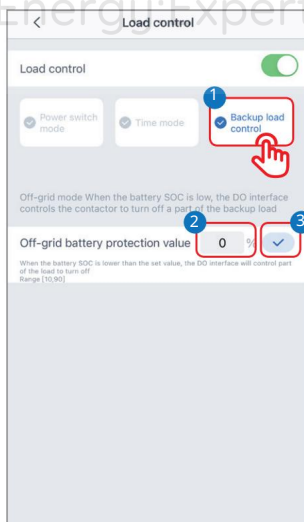 Energy Expert
Load control
Load control
1
Power switch mode
Time mode
Backup load control
Off-grid mode When the battery SOC is low, the DO interface
controls the contactor to turn off a part of the backup load
2
3
Off-grid battery protection value
0
%
When the battery SOC is lower than the set value, the DO interface will control part
of the load to turn off
Range [10,90]